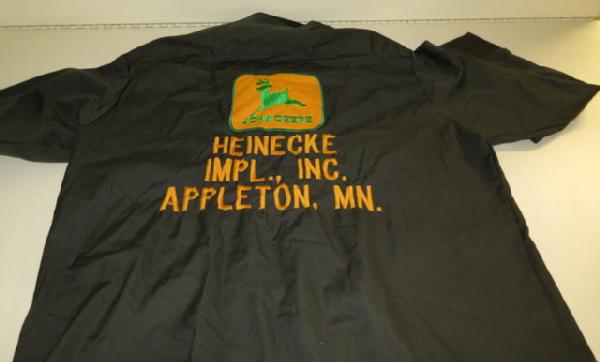 JOHN DEERE
HEINECKE
IMPL., INC.
APPLETON, MN.